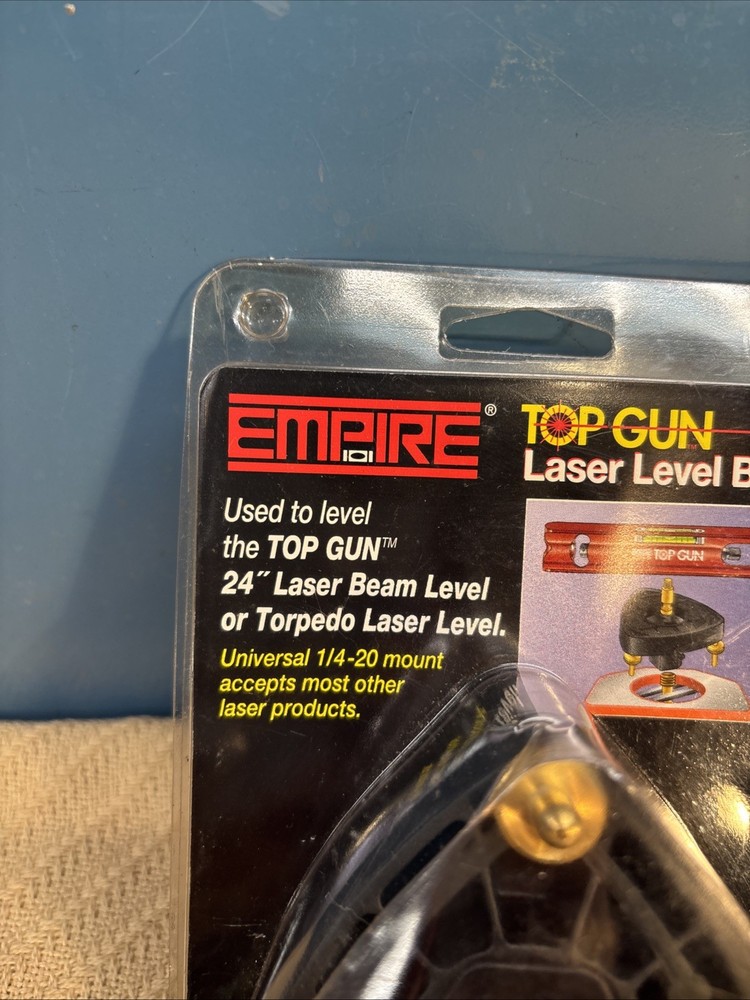 EMPIRE®
TOP GUN™
Laser Level B
Used to level
the TOP GUN™
24″ Laser Beam Level
or Torpedo Laser Level.
Universal 1/4-20 mount
accepts most other
laser products.
TOP GUN